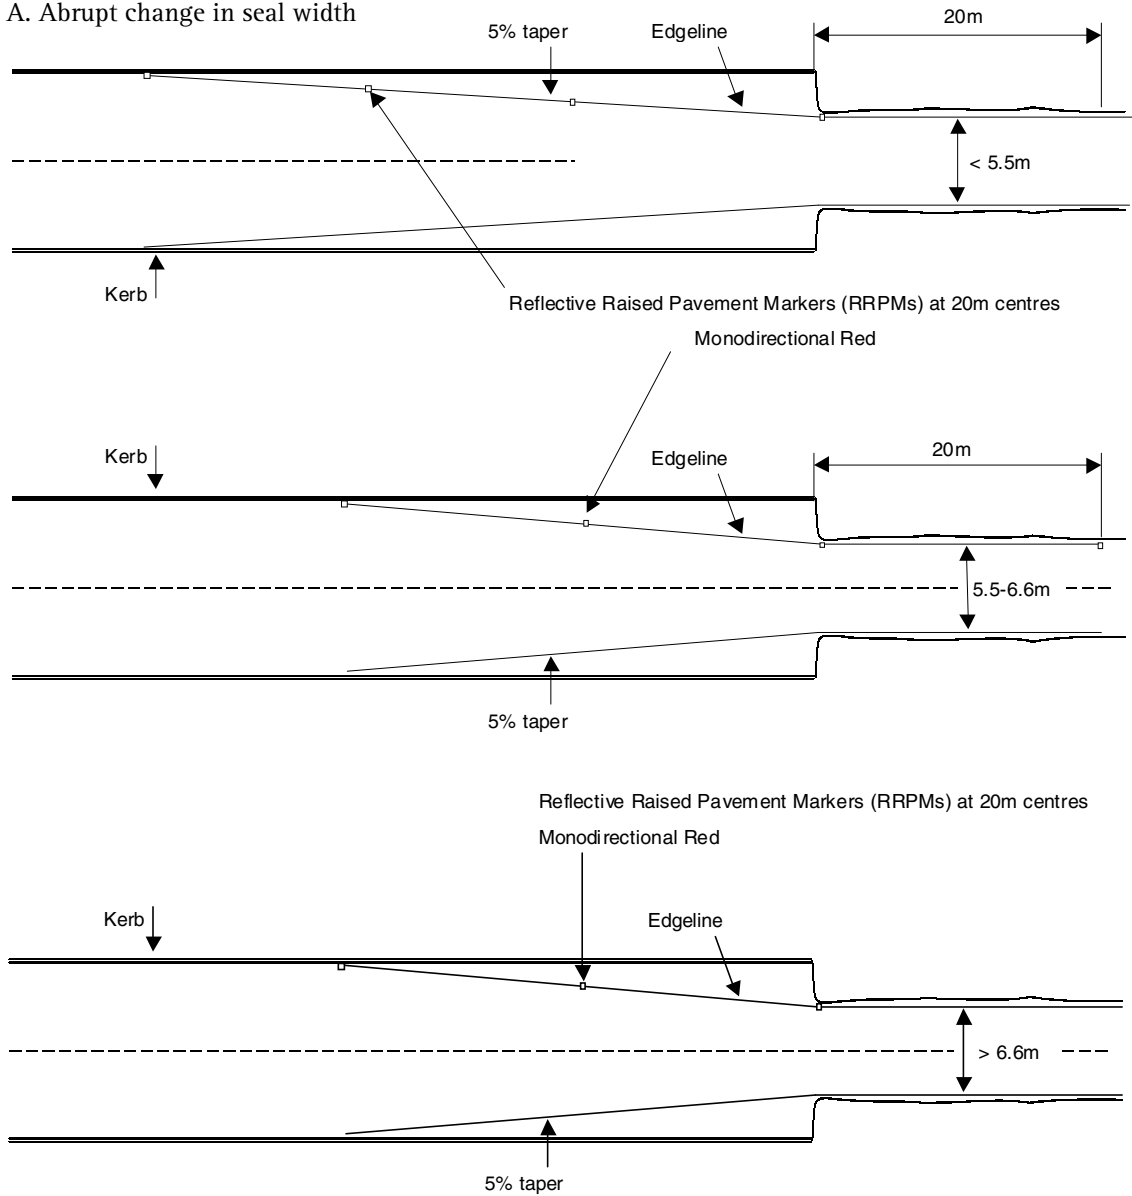 A. Abrupt change in seal width
20m
5% taper
Edgeline
< 5.5m
Kerb
Reflective Raised Pavement Markers (RRPMs) at 20m centres
Monodirectional Red
Kerb
Edgeline
20m
5.5-6.6m
5% taper
Reflective Raised Pavement Markers (RRPMs) at 20m centres
Monodirectional Red
Kerb
Edgeline
> 6.6m
5% taper